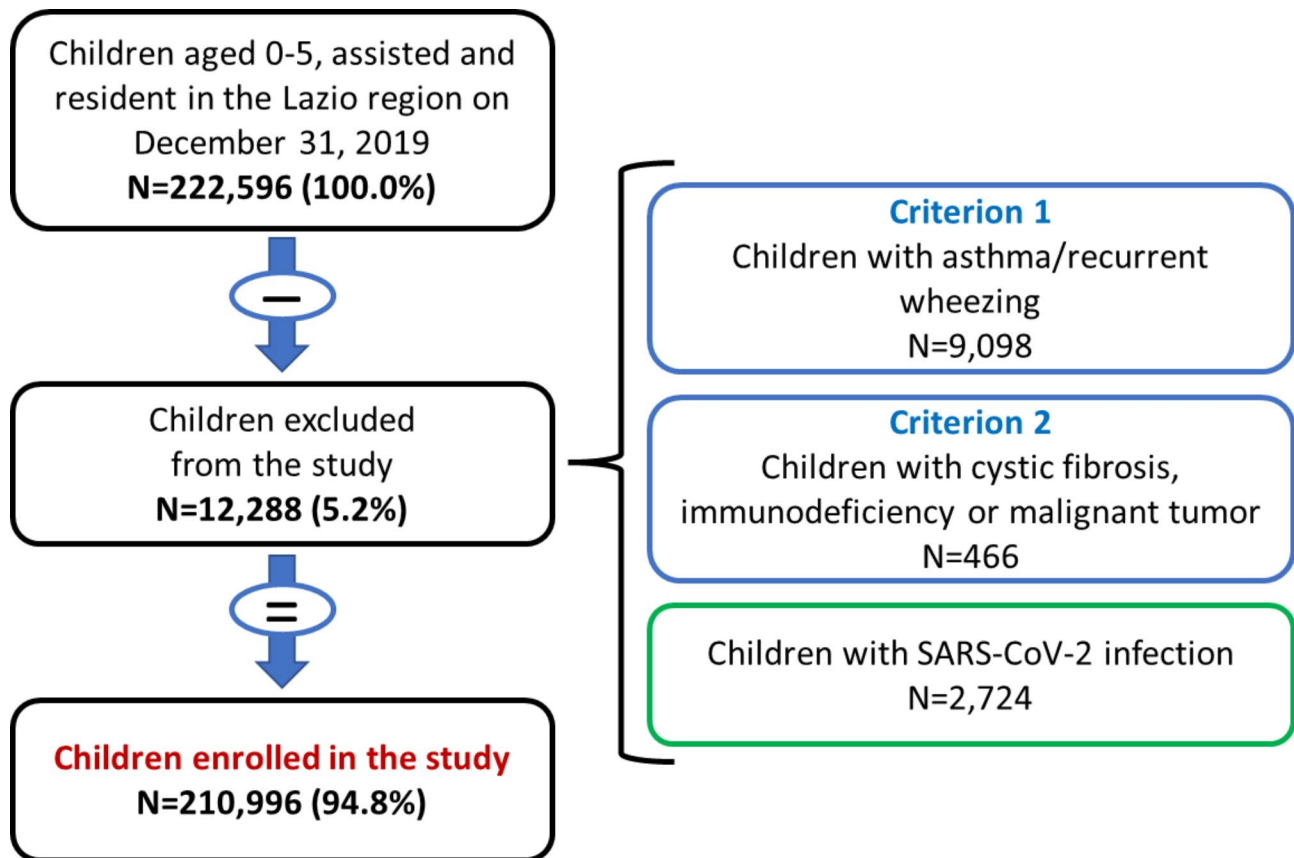 Children aged 0-5, assisted and
resident in the Lazio region on
December 31, 2019
N=222,596 (100.0%)
–
Children excluded
from the study
N=12,288 (5.2%)
=
Children enrolled in the study
N=210,996 (94.8%)
Criterion 1
Children with asthma/recurrent
wheezing
N=9,098
Criterion 2
Children with cystic fibrosis,
immunodeficiency or malignant tumor
N=466
Children with SARS-CoV-2 infection
N=2,724